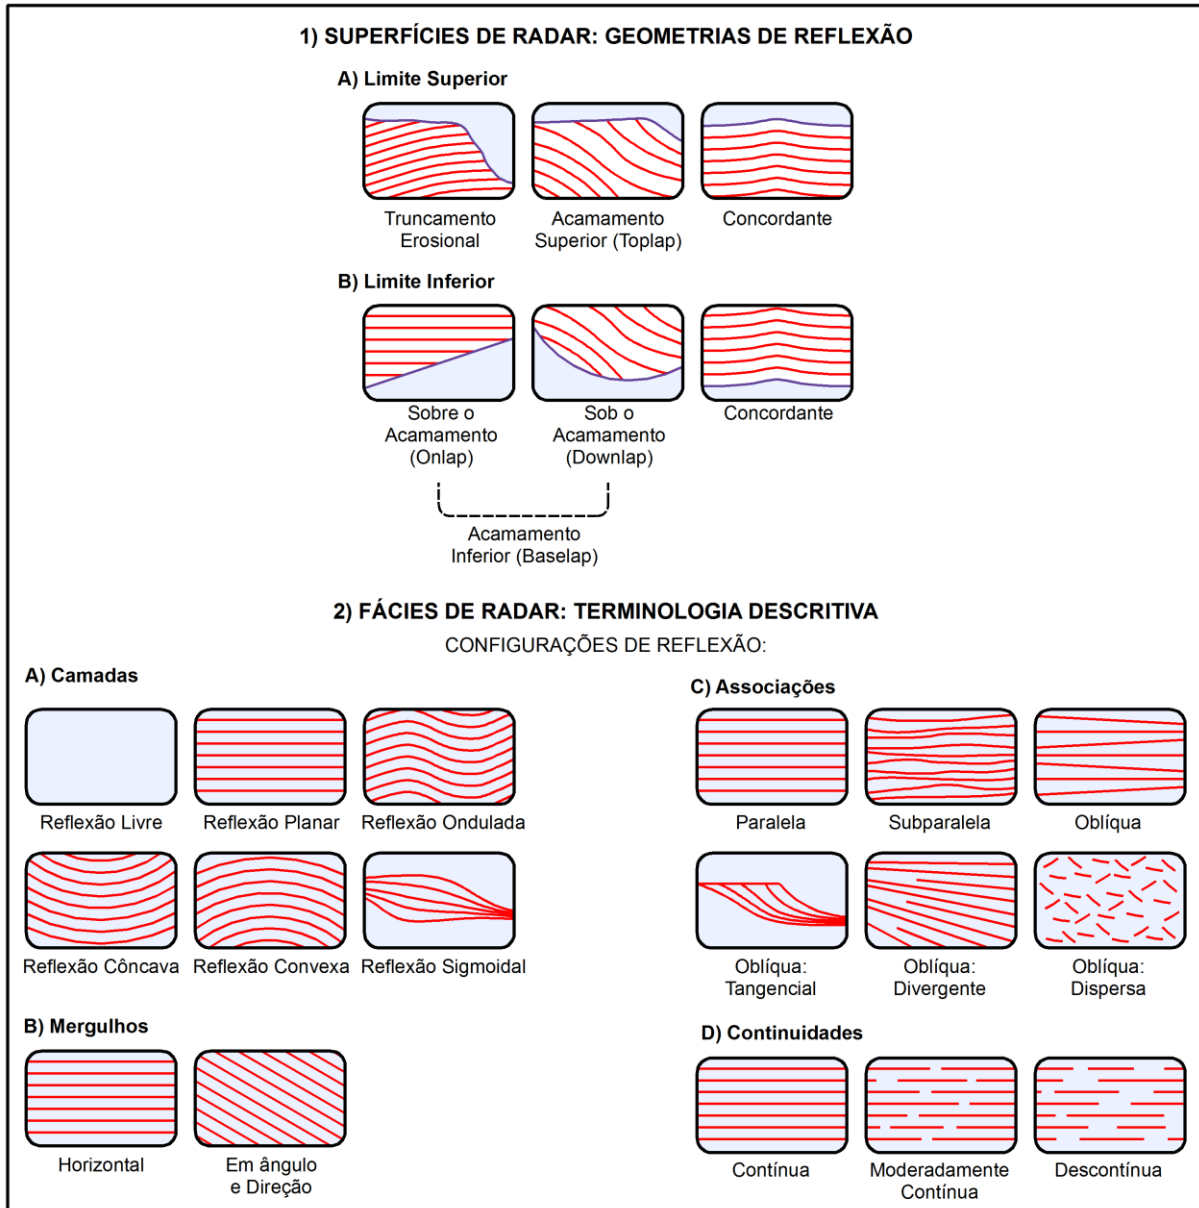 1) SUPERFÍCIES DE RADAR: GEOMETRIAS DE REFLEXÃO
A) Limite Superior
Truncamento
Erosional
Acamamento
Superior (Toplap)
Concordante
B) Limite Inferior
Sobre o
Acamamento
(Onlap)
Sob o
Acamamento
(Downlap)
Concordante
Acamamento
Inferior (Baselap)
2) FÁCIES DE RADAR: TERMINOLOGIA DESCRITIVA
CONFIGURAÇÕES DE REFLEXÃO:
A) Camadas
Reflexão Livre
Reflexão Planar
Reflexão Ondulada
Reflexão Côncava
Reflexão Convexa
Reflexão Sigmoidal
B) Mergulhos
Horizontal
Em ângulo
e Direção
C) Associações
Paralela
Subparalela
Oblíqua
Oblíqua:
Tangencial
Oblíqua:
Divergente
Oblíqua:
Dispersa
D) Continuidades
Contínua
Moderadamente
Contínua
Descontínua